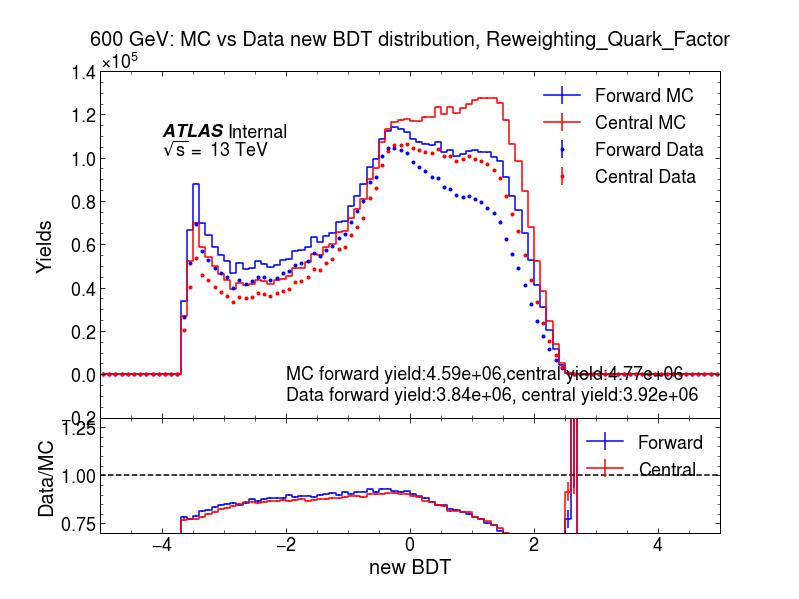 600 GeV: MC vs Data new BDT distribution, Reweighting_Quark_Factor
×10⁵
1.4
1.2
1.0
0.8
0.6
0.4
0.2
0.0
0.2
Yields
ATLAS Internal
√s = 13 TeV
Forward MC
Central MC
Forward Data
Central Data
MC forward yield:4.59e+06,central yield:4.77e+06
Data forward yield:3.84e+06, central yield:3.92e+06
1.25
1.00
0.75
Data/MC
Forward
Central
−4 −2 0 2 4
new BDT